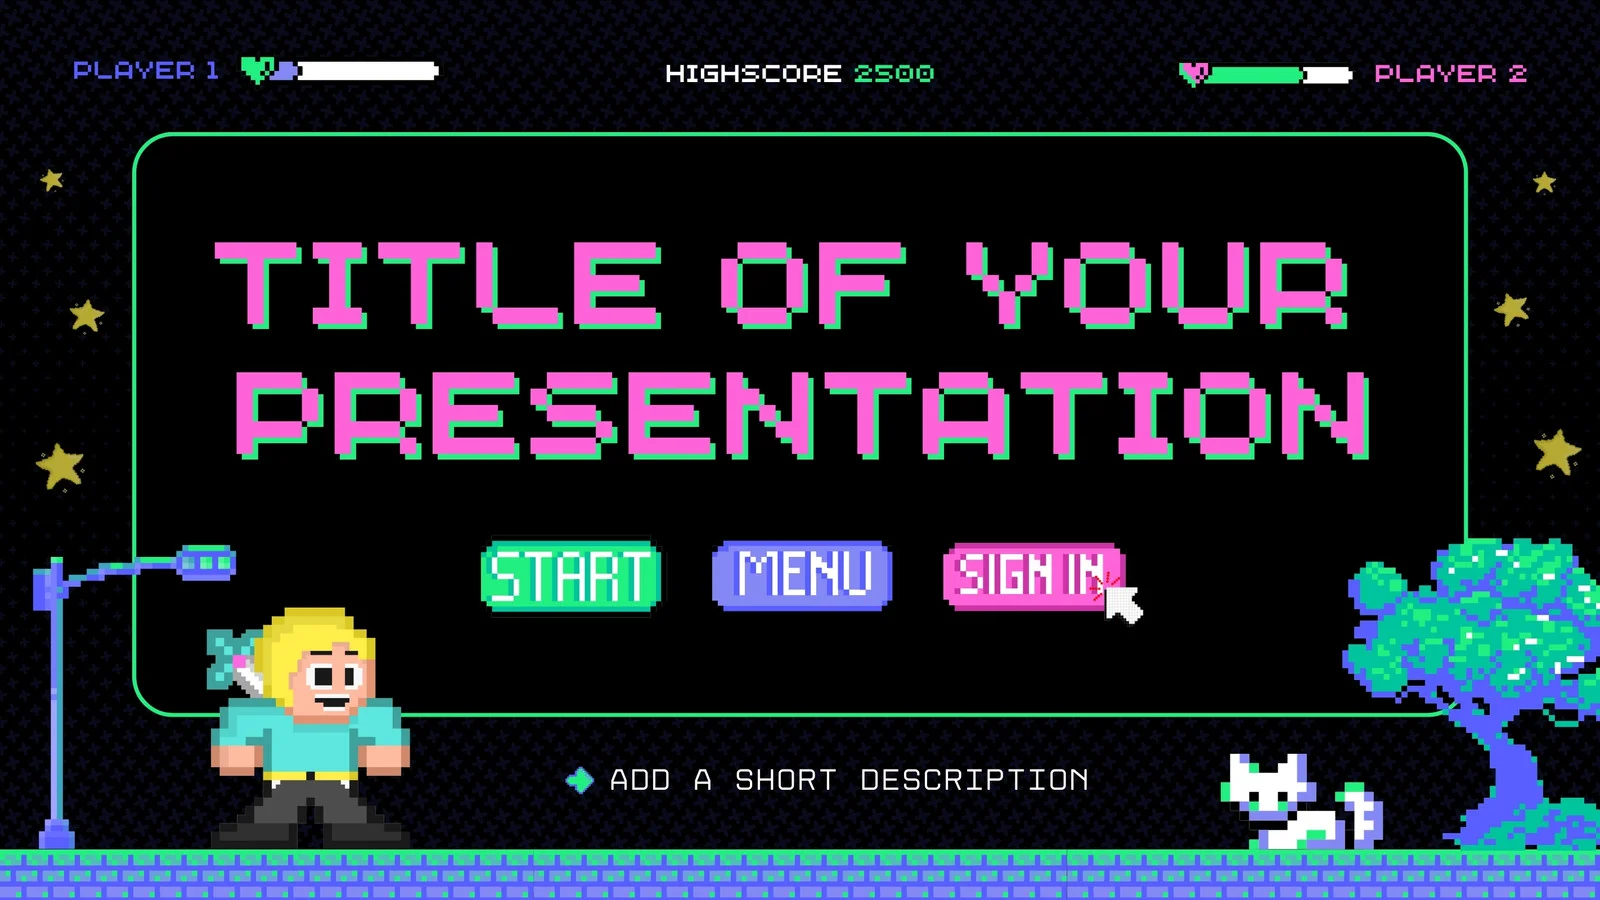 PLAYER 1
HIGHSCORE 2500
PLAYER 2
TITLE OF YOUR
PRESENTATION
START
MENU
SIGN IN
ADD A SHORT DESCRIPTION